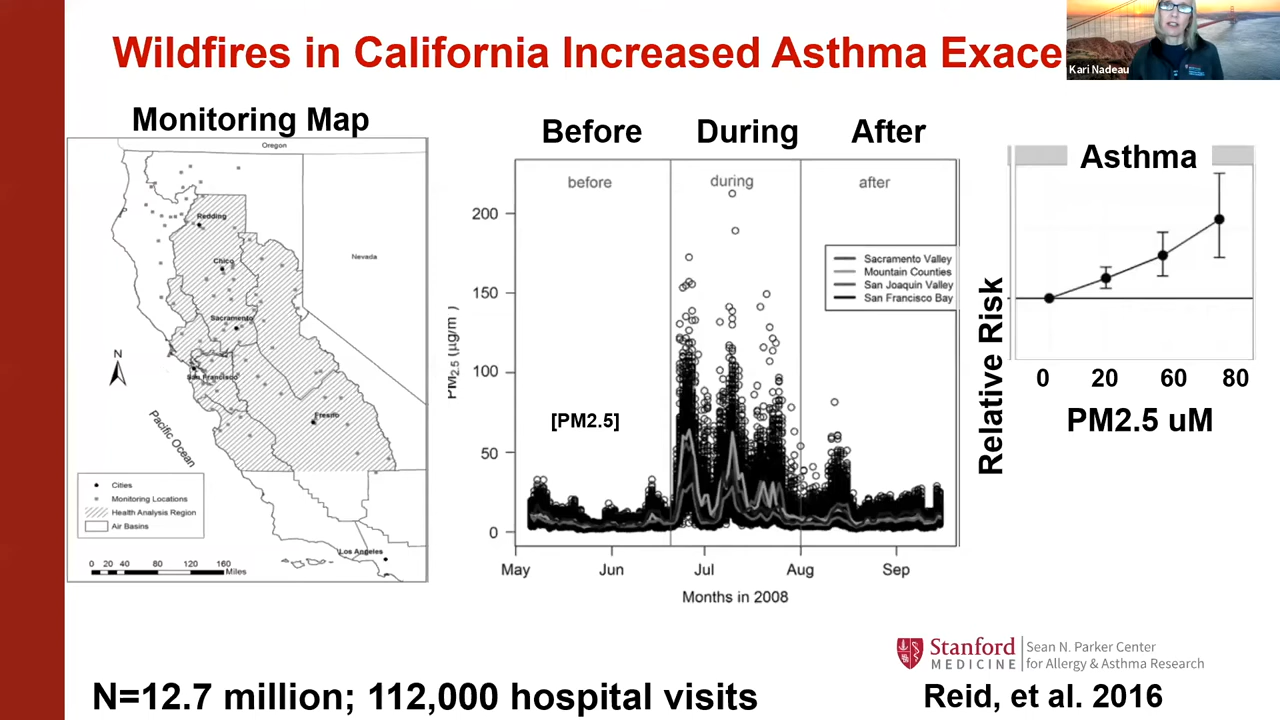 Wildfires in California Increased Asthma Exace
Kari Nadeau
Monitoring Map
Oregon
Redding
Chico
Nevada
Sacramento
San Francisco
N
Fresno
Pacific Ocean
Cities
Monitoring Locations
Health Analysis Region
Air Basins
Los Angeles
0 20 40 80 120 160
Miles
Before During After
before during after
200
150
100
50
0
PM2.5 (µg/m )
Sacramento Valley
Mountain Counties
San Joaquin Valley
San Francisco Bay
[PM2.5]
May Jun Jul Aug Sep
Months in 2008
Asthma
Relative Risk
0 20 60 80
PM2.5 uM
Stanford
MEDICINE
Sean N. Parker Center
for Allergy & Asthma Research
N=12.7 million; 112,000 hospital visits
Reid, et al. 2016